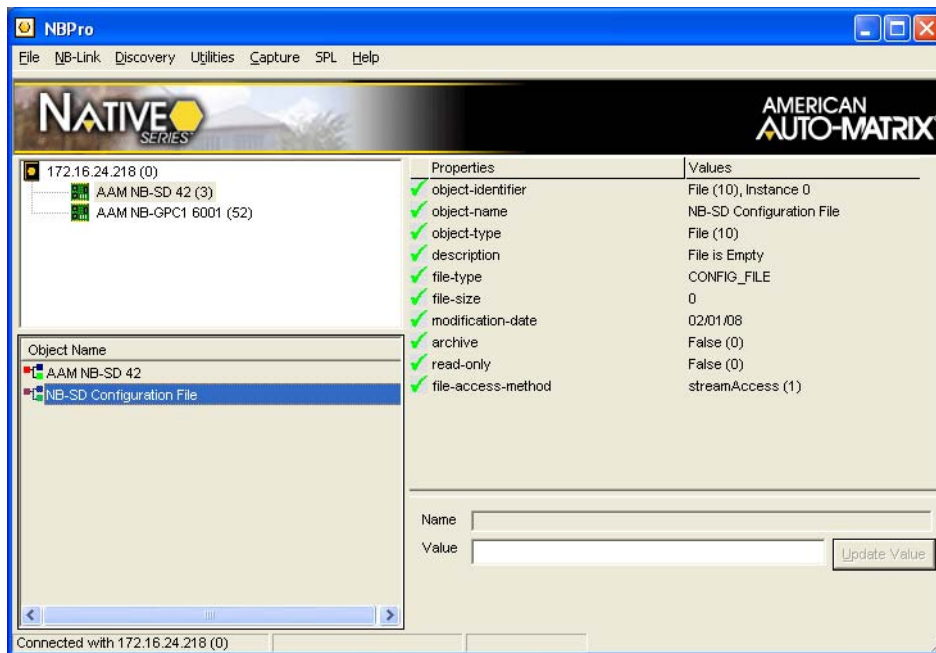 NBPro
File NB-Link Discovery Utilities Capture SPL Help
NATIVE
SERIES
AMERICAN
AUTO-MATRIX
172.16.24.218 (0)
AAM NB-SD 42 (3)
AAM NB-GPC1 6001 (52)
Properties Values
object-identifier File (10), Instance 0
object-name NB-SD Configuration File
object-type File (10)
description File is Empty
file-type CONFIG_FILE
file-size 0
modification-date 02/01/08
archive False (0)
read-only False (0)
file-access-method streamAccess (1)
Object Name
AAM NB-SD 42
NB-SD Configuration File
Name
Value
Update Value
Connected with 172.16.24.218 (0)